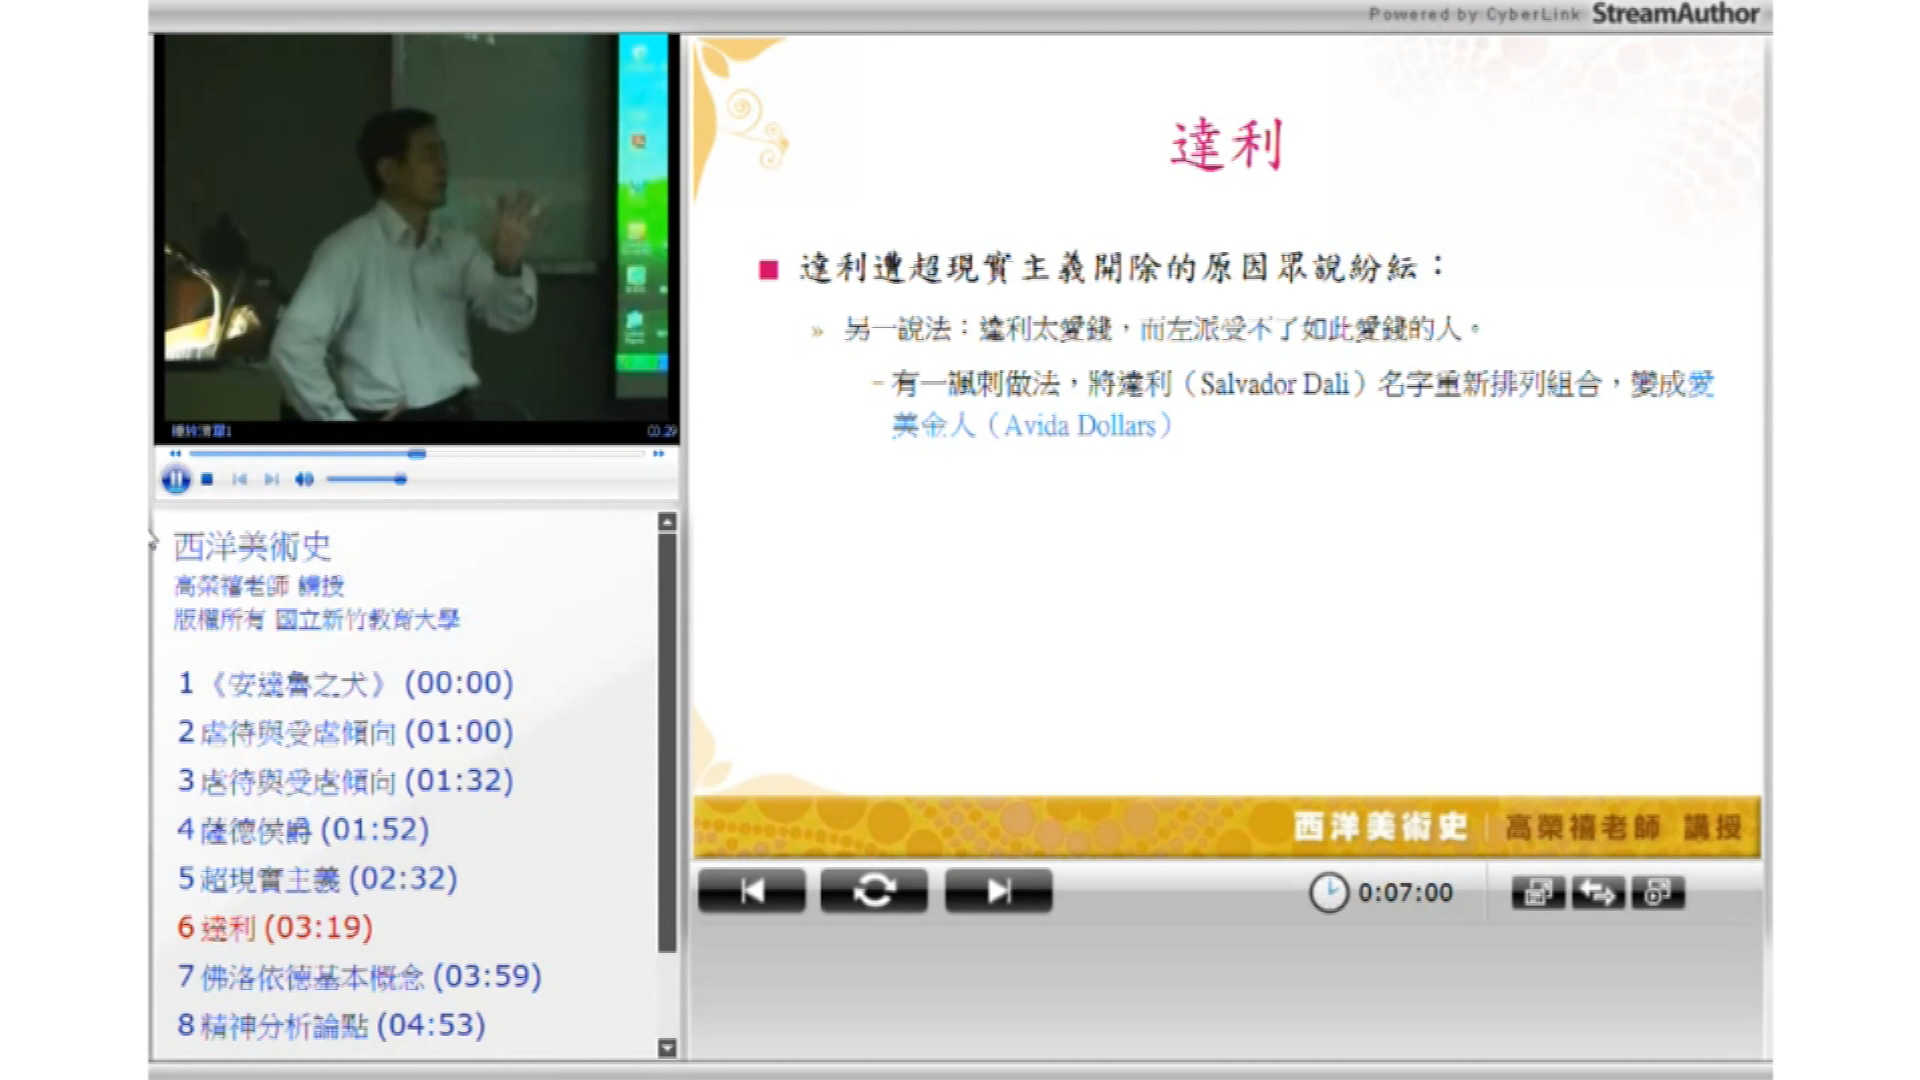 Powered by CyberLink StreamAuthor
播放清單1
03:29
西洋美術史
高榮禧老師 講授
版權所有 國立新竹教育大學
1 《安達魯之犬》 (00:00)
2 虐待與受虐傾向 (01:00)
3 虐待與受虐傾向 (01:32)
4 薩德侯爵 (01:52)
5 超現實主義 (02:32)
6 達利 (03:19)
7 佛洛依德基本概念 (03:59)
8 精神分析論點 (04:53)
達利
■ 達利遭超現實主義開除的原因眾說紛紜：
» 另一說法：達利太愛錢，而左派受不了如此愛錢的人。
–有一諷刺做法，將達利（Salvador Dali）名字重新排列組合，變成愛
美金人（Avida Dollars）
西洋美術史 | 高榮禧老師 講授
0:07:00